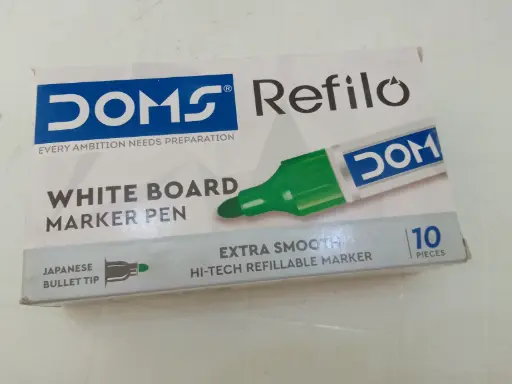 DOMS® Refilo
EVERY AMBITION NEEDS PREPARATION
WHITE BOARD
MARKER PEN
DOM
EXTRA SMOOTH
HI-TECH REFILLABLE MARKER
JAPANESE
BULLET TIP
10
PIECES